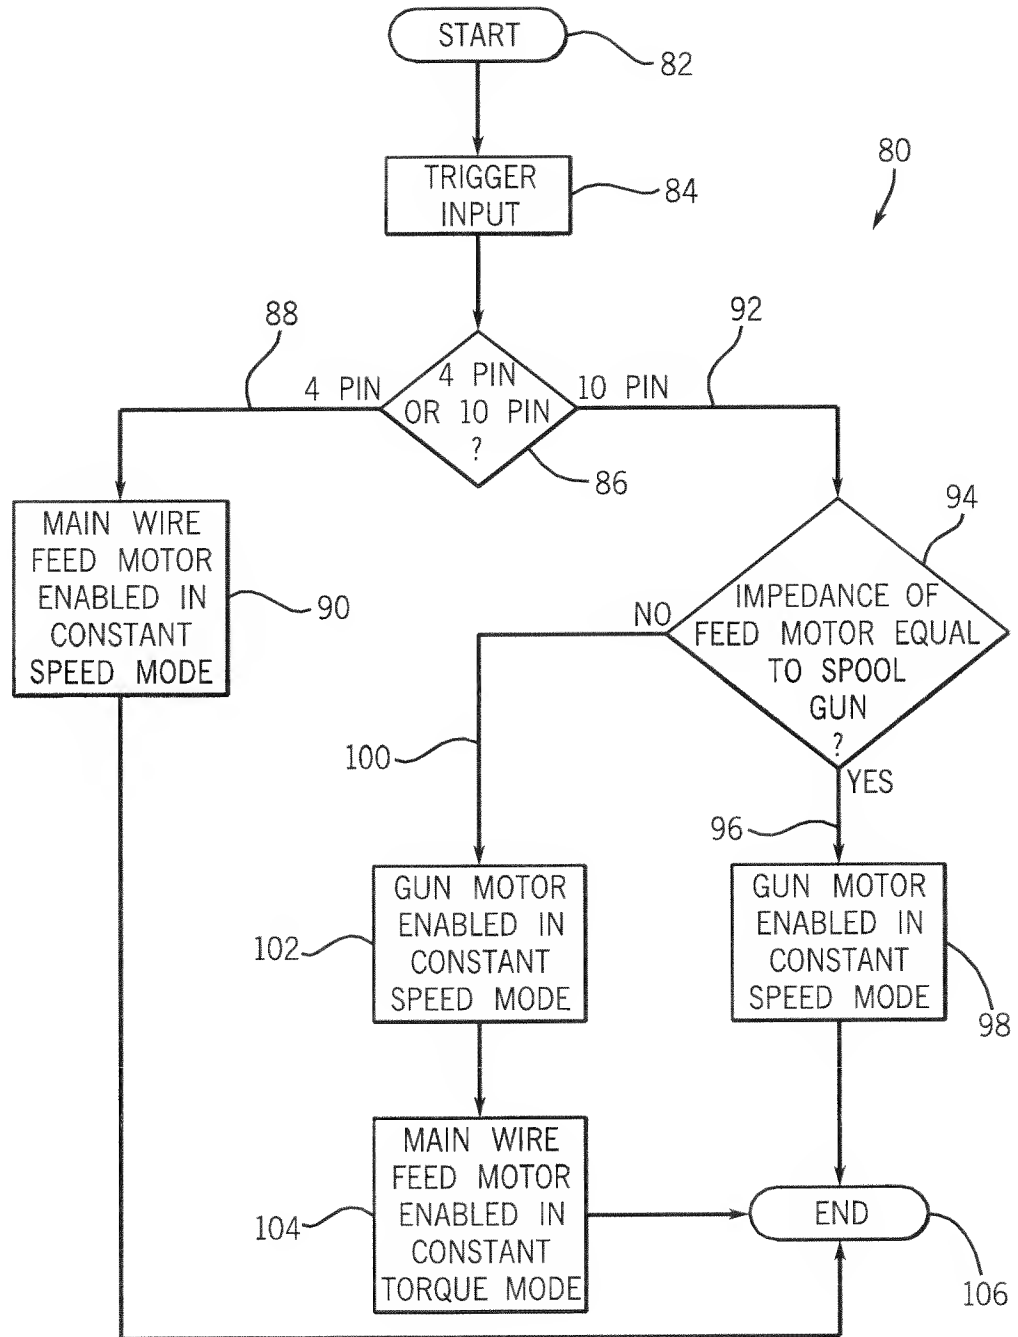 START
82
TRIGGER
INPUT
84
80
88
92
4 PIN
4 PIN
OR 10 PIN
?
10 PIN
86
MAIN WIRE
FEED MOTOR
ENABLED IN
CONSTANT
SPEED MODE
90
94
IMPEDANCE OF
FEED MOTOR EQUAL
TO SPOOL
GUN
?
NO
YES
100
96
GUN MOTOR
ENABLED IN
CONSTANT
SPEED MODE
102
GUN MOTOR
ENABLED IN
CONSTANT
SPEED MODE
98
MAIN WIRE
FEED MOTOR
ENABLED IN
CONSTANT
TORQUE MODE
104
END
106